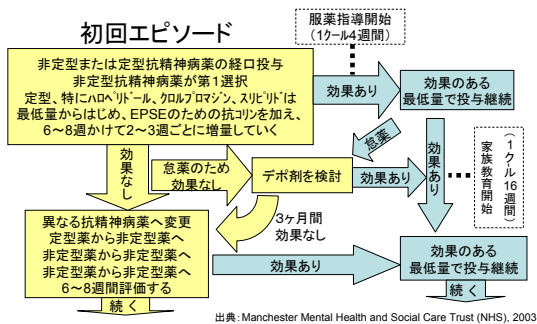 初回エピソード
服薬指導開始
(1クール4週間)
非定型または定型抗精神病薬の経口投与
非定型抗精神病薬が第1選択
定型、特にハロペリドール、クロルプロマジン、スリピリドは
最低量からはじめ、EPSEのための抗コリンを加え、
6~8週かけて2~3週ごとに増量していく
効果あり
効果のある
最低量で投与継続
怠薬
効果なし
怠薬のため
効果なし
デポ剤を検討
効果あり
効果あり
(1クール16週間)
家族教育開始
3ヶ月間
効果なし
異なる抗精神病薬へ変更
定型薬から非定型薬へ
非定型薬から非定型薬へ
非定型薬から非定型薬へ
6~8週間評価する
効果あり
効果のある
最低量で投与継続
続く
続く
出典:Manchester Mental Health and Social Care Trust (NHS), 2003